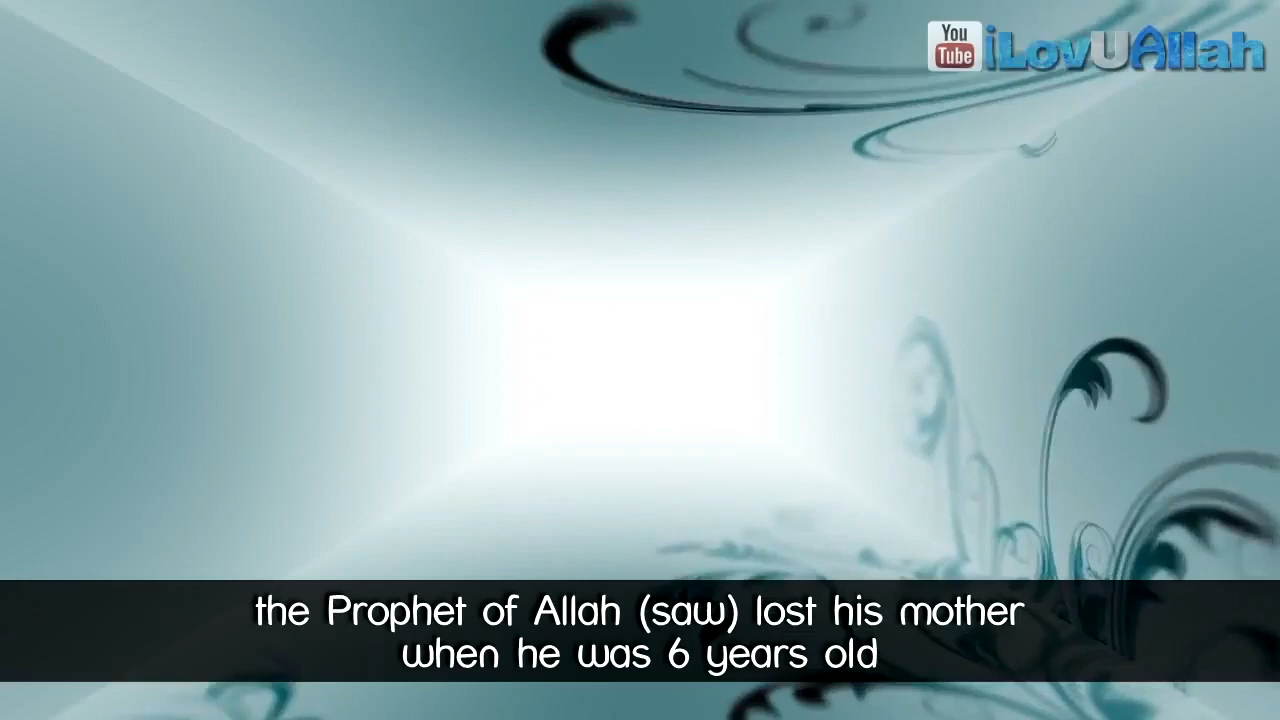 You
Tube
iLovUAllah
the Prophet of Allah (saw) lost his mother
when he was 6 years old